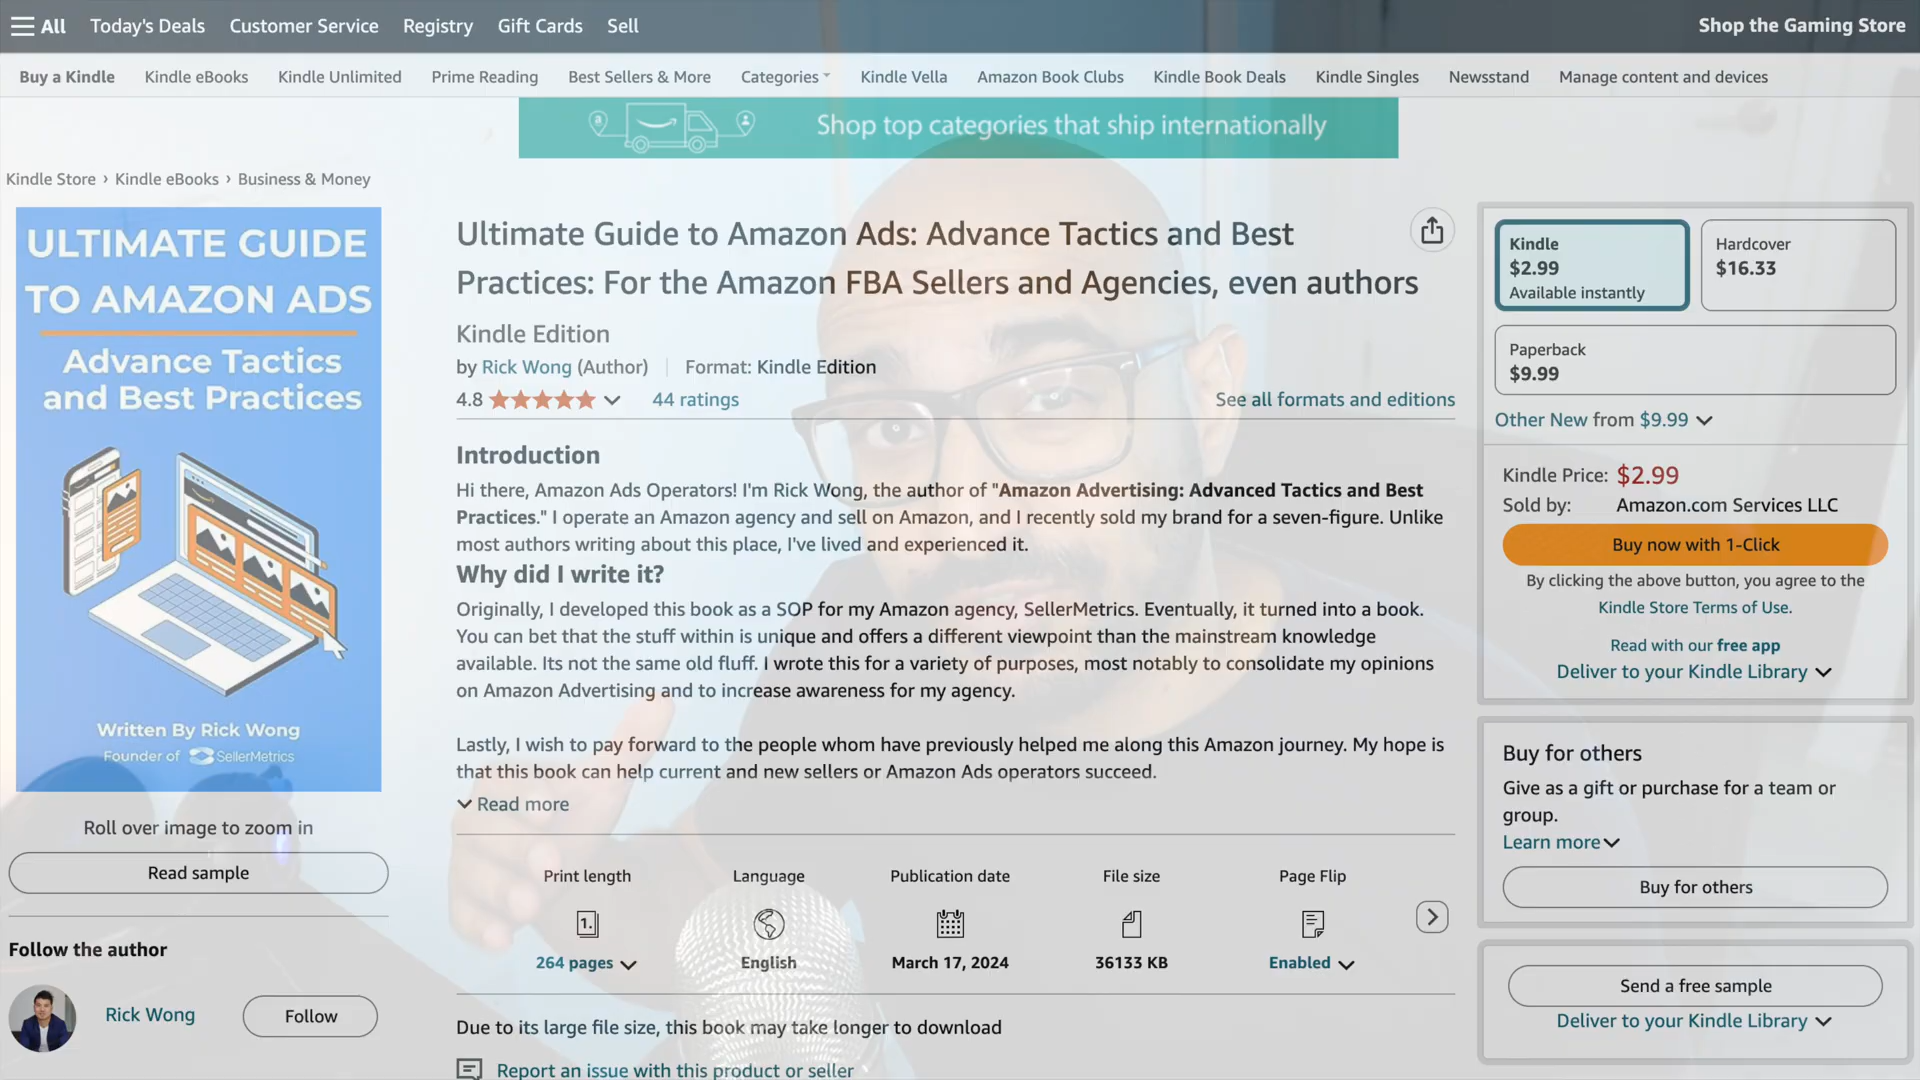 All Today's Deals Customer Service Registry Gift Cards Sell Shop the Gaming Store
Buy a Kindle Kindle eBooks Kindle Unlimited Prime Reading Best Sellers & More Categories Kindle Vella Amazon Book Clubs Kindle Book Deals Kindle Singles Newsstand Manage content and devices
Shop top categories that ship internationally
Kindle Store › Kindle eBooks › Business & Money
ULTIMATE GUIDE
TO AMAZON ADS
Advance Tactics
and Best Practices
Written By Rick Wong
Founder of SellerMetrics
Roll over image to zoom in
Read sample
Follow the author
Rick Wong Follow
Ultimate Guide to Amazon Ads: Advance Tactics and Best
Practices: For the Amazon FBA Sellers and Agencies, even authors
Kindle Edition
by Rick Wong (Author) Format: Kindle Edition
4.8 44 ratings See all formats and editions
Introduction
Hi there, Amazon Ads Operators! I'm Rick Wong, the author of "Amazon Advertising: Advanced Tactics and Best
Practices." I operate an Amazon agency and sell on Amazon, and I recently sold my brand for a seven-figure. Unlike
most authors writing about this place, I've lived and experienced it.
Why did I write it?
Originally, I developed this book as a SOP for my Amazon agency, SellerMetrics. Eventually, it turned into a book.
You can bet that the stuff within is unique and offers a different viewpoint than the mainstream knowledge
available. Its not the same old fluff. I wrote this for a variety of purposes, most notably to consolidate my opinions
on Amazon Advertising and to increase awareness for my agency.
Lastly, I wish to pay forward to the people whom have previously helped me along this Amazon journey. My hope is
that this book can help current and new sellers or Amazon Ads operators succeed.
Read more
Print length Language Publication date File size Page Flip
1.
264 pages English March 17, 2024 36133 KB Enabled
Due to its large file size, this book may take longer to download
Report an issue with this product or seller
Kindle
$2.99
Available instantly
Hardcover
$16.33
Paperback
$9.99
Other New from $9.99
Kindle Price: $2.99
Sold by: Amazon.com Services LLC
Buy now with 1-Click
By clicking the above button, you agree to the
Kindle Store Terms of Use.
Read with our free app
Deliver to your Kindle Library
Buy for others
Give as a gift or purchase for a team or
group.
Learn more
Buy for others
Send a free sample
Deliver to your Kindle Library